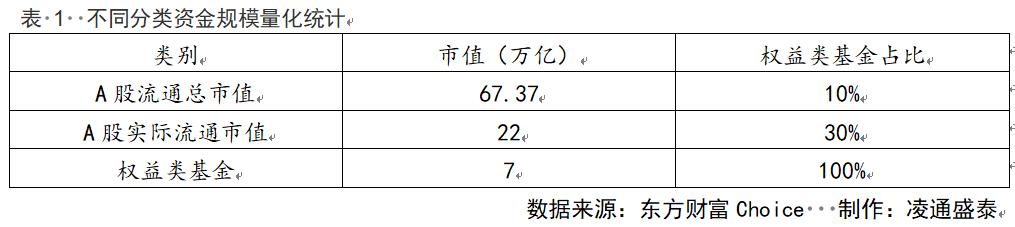 表 1 不同分类资金规模量化统计
类别 市值（万亿） 权益类基金占比
A 股流通总市值 67.37 10%
A 股实际流通市值 22 30%
权益类基金 7 100%
数据来源：东方财富 Choice 制作：凌通盛泰